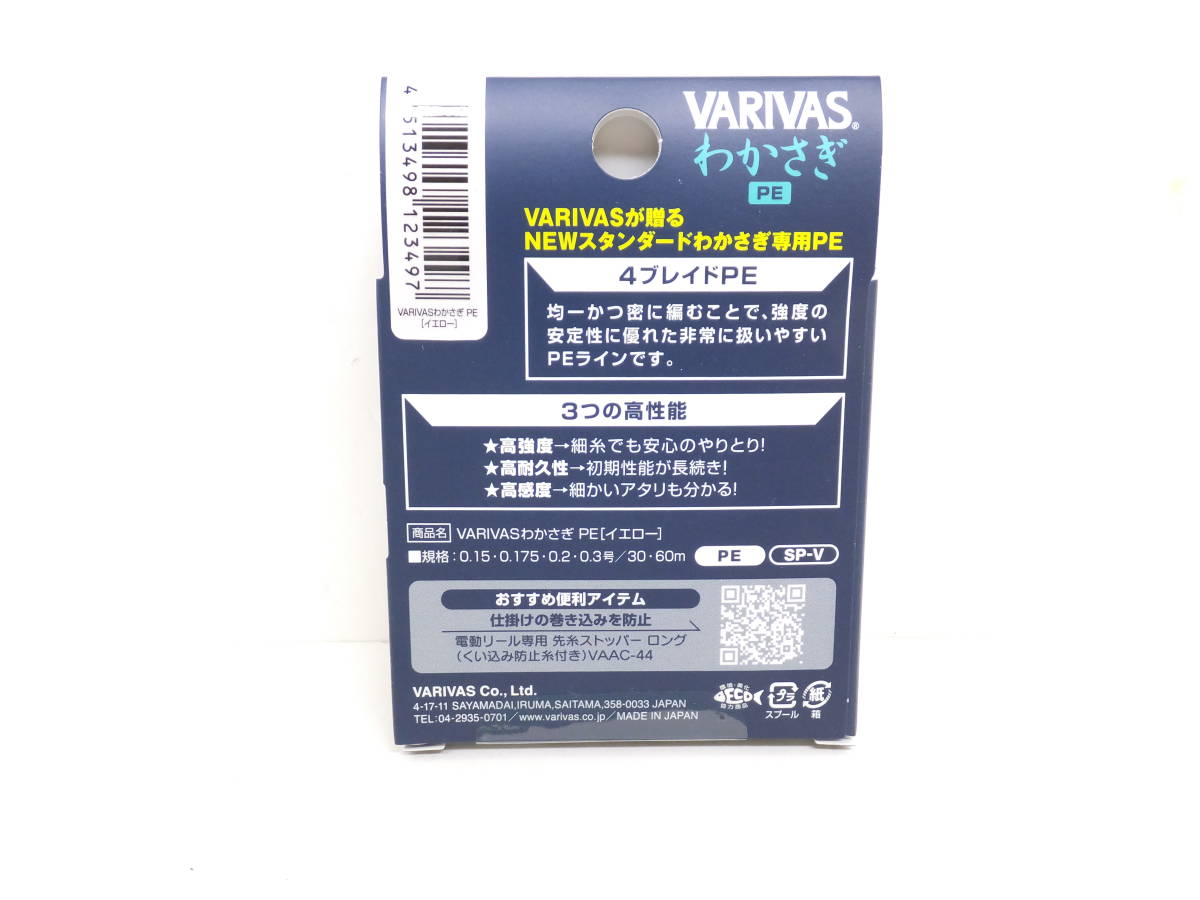 4 513498 123497
VARIVASわかさぎ PE
[イエロー]
VARIVAS®
わかさぎ
PE
VARIVASが贈る
NEWスタンダードわかさぎ専用PE
4ブレイドPE
均一かつ密に編むことで、強度の
安定性に優れた非常に扱いやすい
PEラインです。
3つの高性能
★高強度→細糸でも安心のやりとり!
★高耐久性→初期性能が長続き!
★高感度→細かいアタリも分かる!
商品名 VARIVASわかさぎ PE[イエロー]
■規格:0.15・0.175・0.2・0.3号/30・60m PE SP-V
おすすめ便利アイテム
仕掛けの巻き込みを防止
電動リール専用 先糸ストッパー ロング
(くい込み防止糸付き)VAAC-44
VARIVAS Co., Ltd.
4-17-11 SAYAMADAI,IRUMA,SAITAMA,358-0033 JAPAN
TEL:04-2935-0701/www.varivas.co.jp/MADE IN JAPAN
環境・美化
ECO
協力商品
プラ
スプール
紙
箱